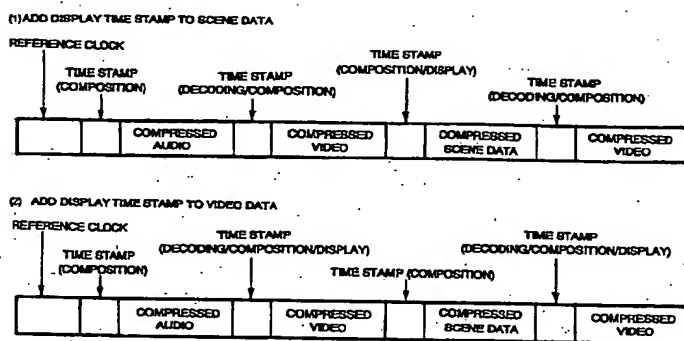 (1)ADD DISPLAY TIME STAMP TO SCENE DATA
REFERENCE CLOCK
TIME STAMP
(COMPOSITION)
TIME STAMP
(DECODING/COMPOSITION)
TIME STAMP
(COMPOSITION/DISPLAY)
TIME STAMP
(DECODING/COMPOSITION)
COMPRESSED
AUDIO
COMPRESSED
VIDEO
COMPRESSED
SCENE DATA
COMPRESSED
VIDEO
(2) ADD DISPLAY TIME STAMP TO VIDEO DATA
REFERENCE CLOCK
TIME STAMP
(COMPOSITION)
TIME STAMP
(DECODING/COMPOSITION/DISPLAY)
TIME STAMP (COMPOSITION)
TIME STAMP
(DECODING/COMPOSITION/DISPLAY)
COMPRESSED
AUDIO
COMPRESSED
VIDEO
COMPRESSED
SCENE DATA
COMPRESSED
VIDEO